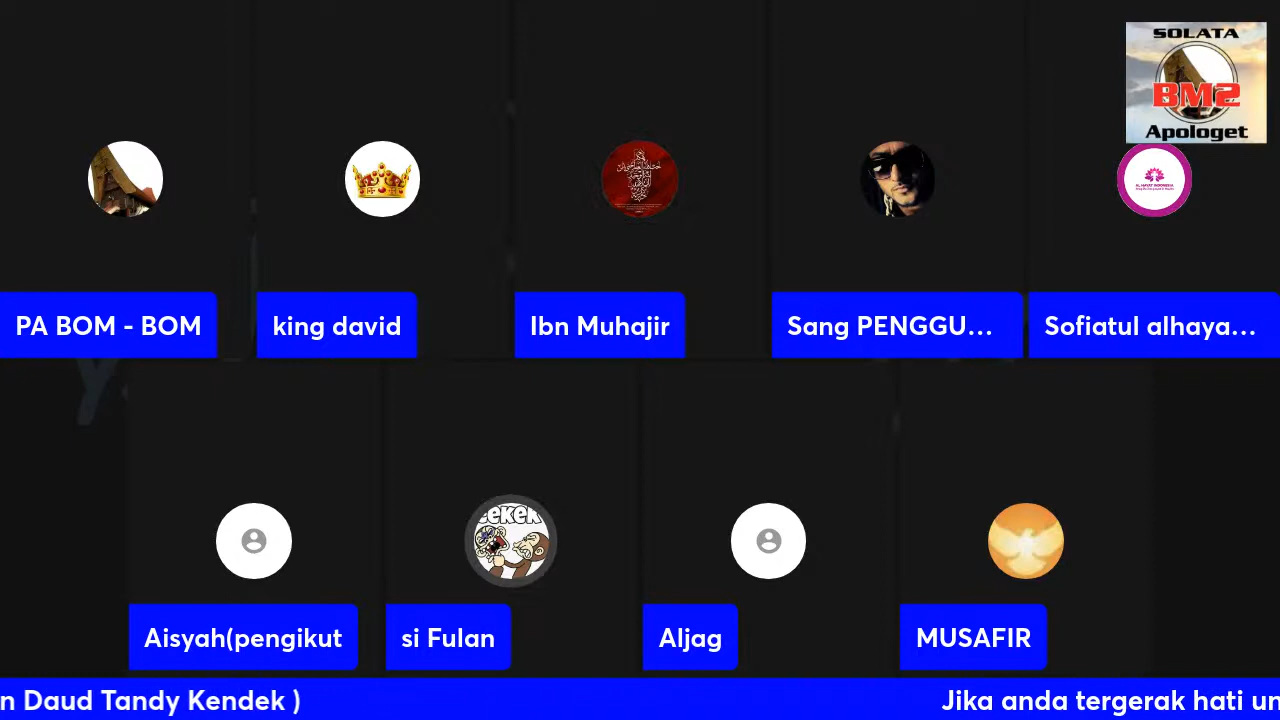 SOLATA
BM2
Apologet
PA BOM - BOM
king david
Ibn Muhajir
Sang PENGGU...
Sofiatul alhaya...
Aisyah(pengikut
si Fulan
Aljag
MUSAFIR
n Daud Tandy Kendek )
Jika anda tergerak hati un